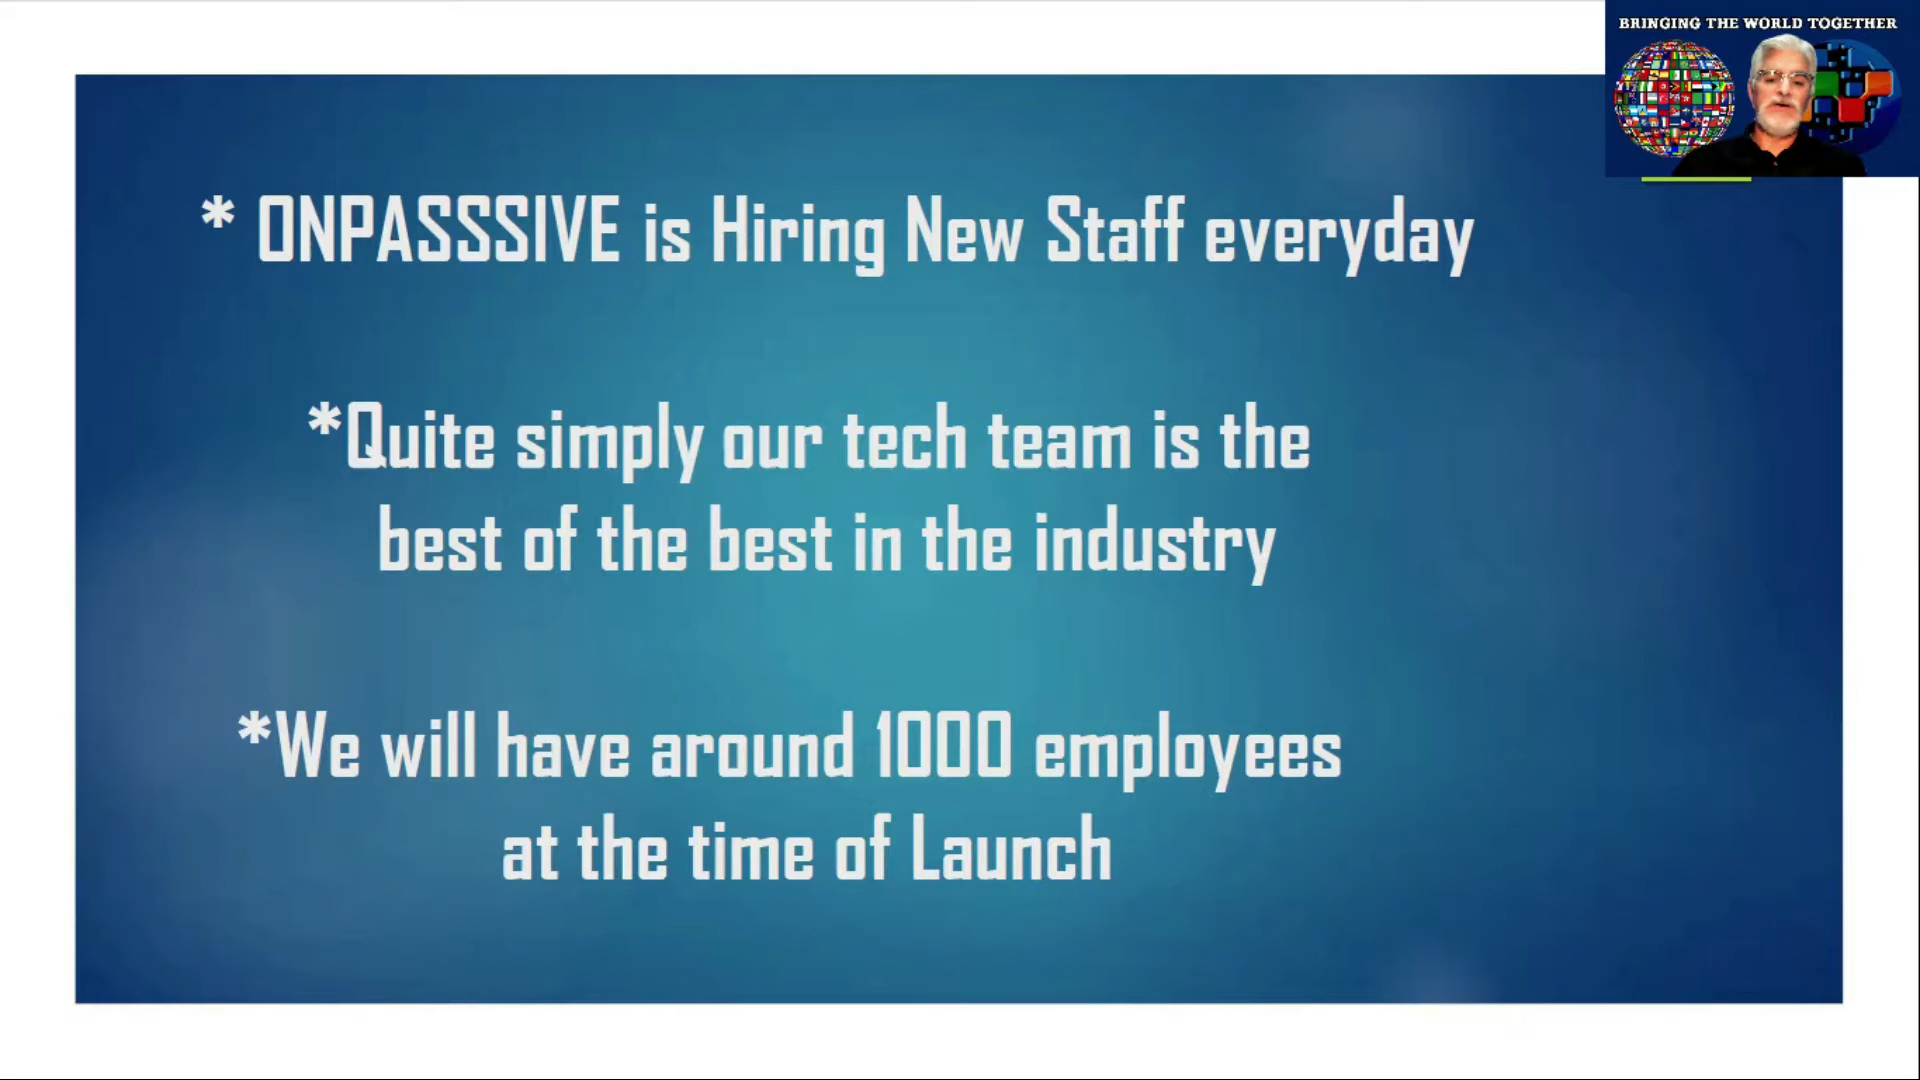 BRINGING THE WORLD TOGETHER
* ONPASSSIVE is Hiring New Staff everyday
*Quite simply our tech team is the
best of the best in the industry
*We will have around 1000 employees
at the time of Launch